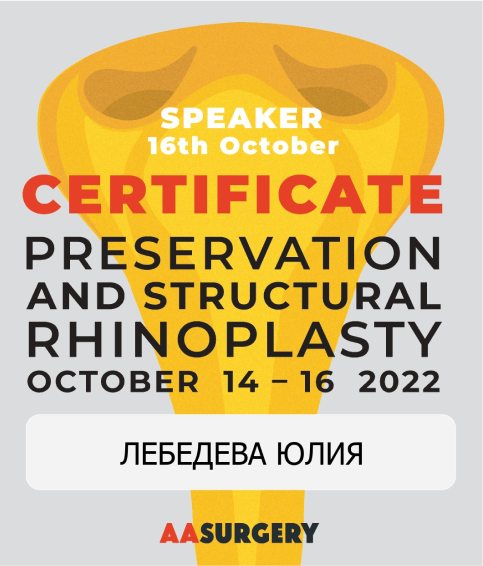 SPEAKER
16th October
CERTIFICATE
PRESERVATION
AND STRUCTURAL
RHINOPLASTY
OCTOBER 14 – 16 2022
ЛЕБЕДЕВА ЮЛИЯ
AASURGERY